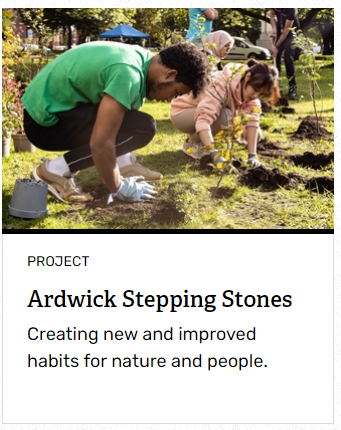 PROJECT
Ardwick Stepping Stones
Creating new and improved
habits for nature and people.